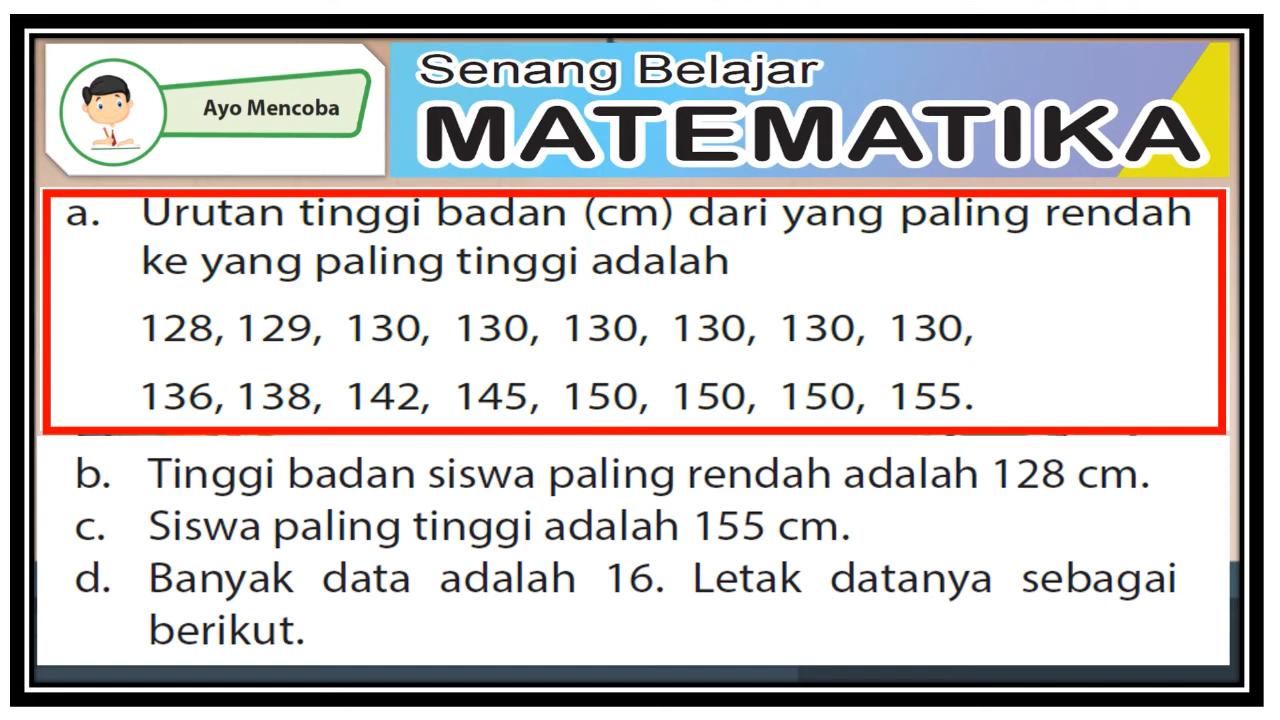 Ayo Mencoba
Senang Belajar
MATEMATIKA
a. Urutan tinggi badan (cm) dari yang paling rendah
ke yang paling tinggi adalah
128, 129, 130, 130, 130, 130, 130, 130,
136, 138, 142, 145, 150, 150, 150, 155.
b. Tinggi badan siswa paling rendah adalah 128 cm.
c. Siswa paling tinggi adalah 155 cm.
d. Banyak data adalah 16. Letak datanya sebagai
berikut.